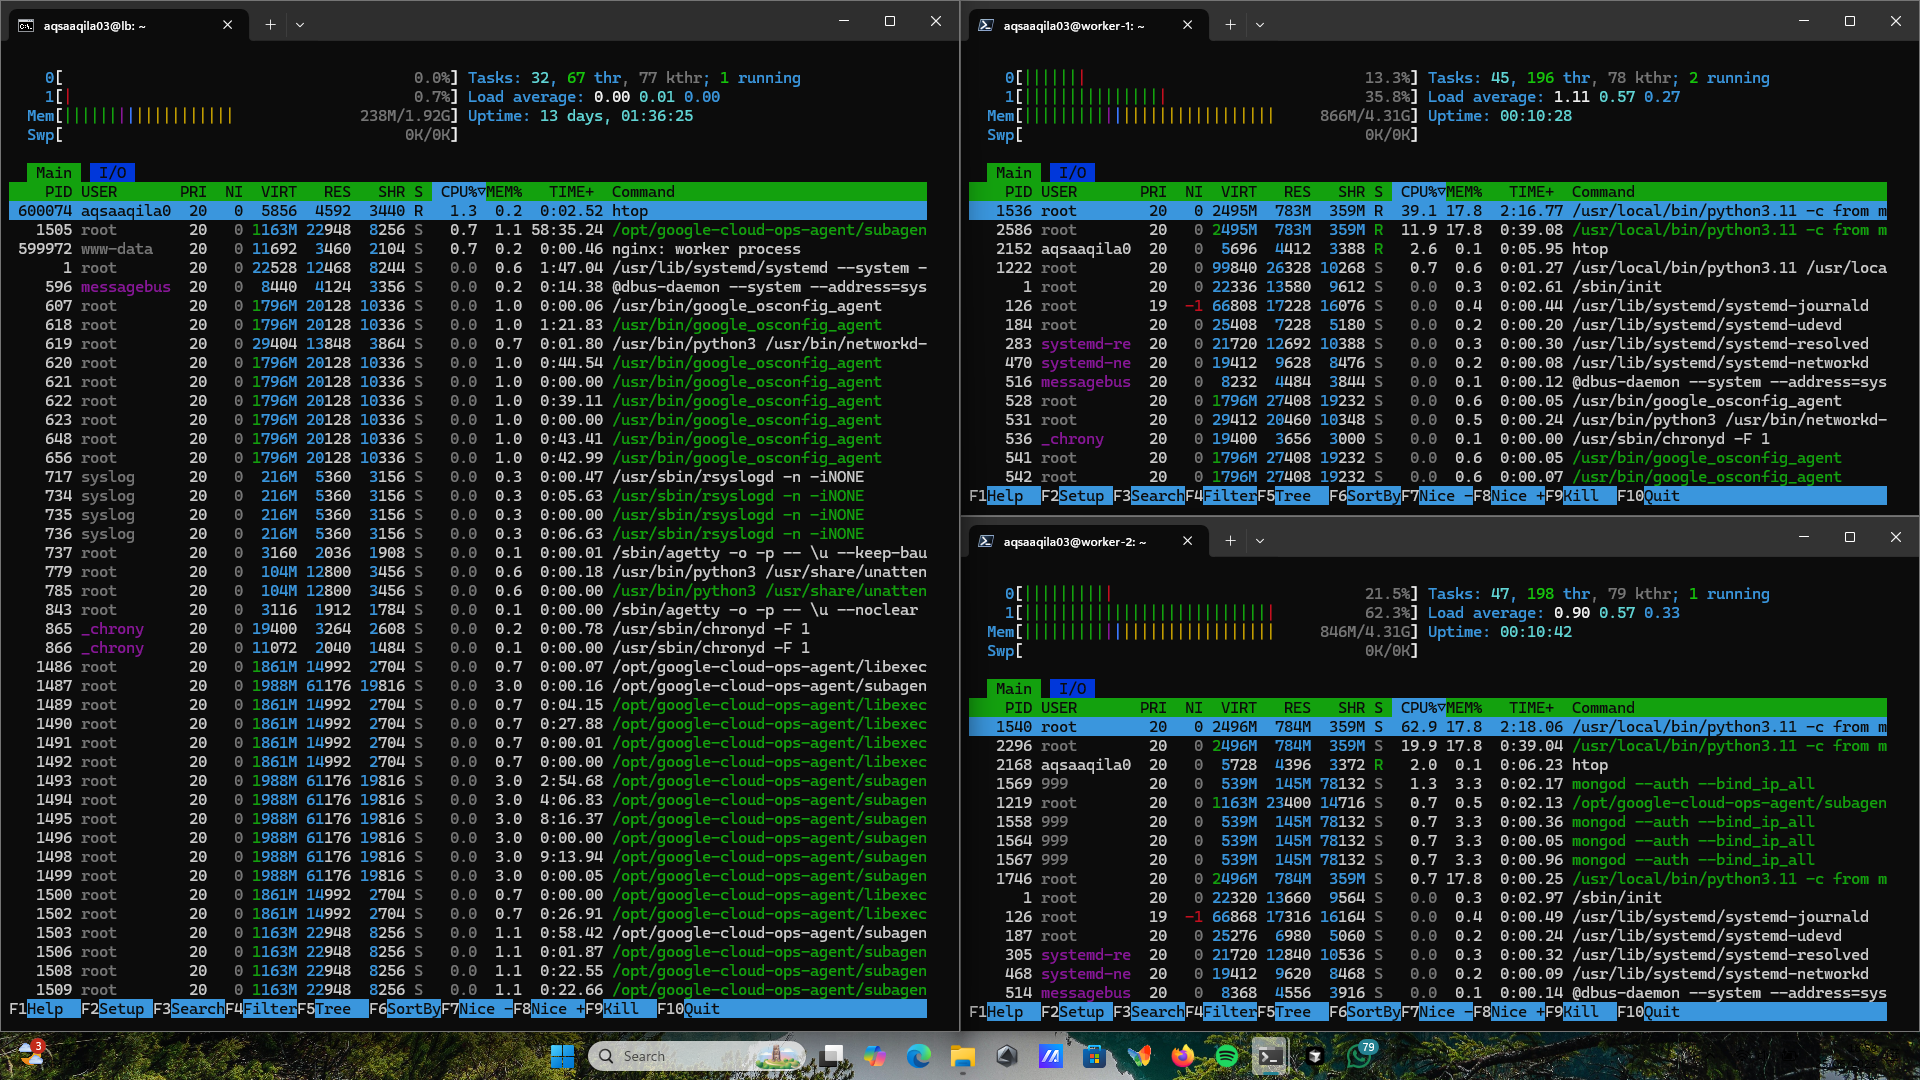 aqsaaqila03@lb: ~
0[ 0.0%] Tasks: 32, 67 thr, 77 kthr; 1 running
1[| 0.7%] Load average: 0.00 0.01 0.00
Mem[ 238M/1.92G] Uptime: 13 days, 01:36:25
Swp[ 0K/0K]
Main I/O
PID USER PRI NI VIRT RES SHR S CPU%▽MEM% TIME+ Command
600074 aqsaaqila0 20 0 5856 4592 3440 R 1.3 0.2 0:02.52 htop
1505 root 20 0 1163M 22948 8256 S 0.7 1.1 58:35.24 /opt/google-cloud-ops-agent/subagen
599972 www-data 20 0 11692 3460 2104 S 0.7 0.2 0:00.46 nginx: worker process
1 root 20 0 22528 12468 8244 S 0.0 0.6 1:47.04 /usr/lib/systemd/systemd --system -
596 messagebus 20 0 8440 4124 3356 S 0.0 0.2 0:14.38 @dbus-daemon --system --address=sys
607 root 20 0 1796M 20128 10336 S 0.0 1.0 0:00.06 /usr/bin/google_osconfig_agent
618 root 20 0 1796M 20128 10336 S 0.0 1.0 1:21.83 /usr/bin/google_osconfig_agent
619 root 20 0 29404 13848 3864 S 0.0 0.7 0:01.80 /usr/bin/python3 /usr/bin/networkd-
620 root 20 0 1796M 20128 10336 S 0.0 1.0 0:44.54 /usr/bin/google_osconfig_agent
621 root 20 0 1796M 20128 10336 S 0.0 1.0 0:00.00 /usr/bin/google_osconfig_agent
622 root 20 0 1796M 20128 10336 S 0.0 1.0 0:39.11 /usr/bin/google_osconfig_agent
623 root 20 0 1796M 20128 10336 S 0.0 1.0 0:00.00 /usr/bin/google_osconfig_agent
648 root 20 0 1796M 20128 10336 S 0.0 1.0 0:43.41 /usr/bin/google_osconfig_agent
656 root 20 0 1796M 20128 10336 S 0.0 1.0 0:42.99 /usr/bin/google_osconfig_agent
717 syslog 20 0 216M 5360 3156 S 0.0 0.3 0:00.47 /usr/sbin/rsyslogd -n -iNONE
734 syslog 20 0 216M 5360 3156 S 0.0 0.3 0:05.63 /usr/sbin/rsyslogd -n -iNONE
735 syslog 20 0 216M 5360 3156 S 0.0 0.3 0:00.00 /usr/sbin/rsyslogd -n -iNONE
736 syslog 20 0 216M 5360 3156 S 0.0 0.3 0:06.63 /usr/sbin/rsyslogd -n -iNONE
737 root 20 0 3160 2036 1908 S 0.0 0.1 0:00.01 /sbin/agetty -o -p -- \u --keep-bau
779 root 20 0 104M 12800 3456 S 0.0 0.6 0:00.18 /usr/bin/python3 /usr/share/unatten
785 root 20 0 104M 12800 3456 S 0.0 0.6 0:00.00 /usr/bin/python3 /usr/share/unatten
843 root 20 0 3116 1912 1784 S 0.0 0.1 0:00.00 /sbin/agetty -o -p -- \u --noclear
865 _chrony 20 0 19400 3264 2608 S 0.0 0.2 0:00.78 /usr/sbin/chronyd -F 1
866 _chrony 20 0 11072 2040 1484 S 0.0 0.1 0:00.00 /usr/sbin/chronyd -F 1
1486 root 20 0 1861M 14992 2704 S 0.0 0.7 0:00.07 /opt/google-cloud-ops-agent/libexec
1487 root 20 0 1988M 61176 19816 S 0.0 3.0 0:00.16 /opt/google-cloud-ops-agent/subagen
1489 root 20 0 1861M 14992 2704 S 0.0 0.7 0:04.15 /opt/google-cloud-ops-agent/libexec
1490 root 20 0 1861M 14992 2704 S 0.0 0.7 0:27.88 /opt/google-cloud-ops-agent/libexec
1491 root 20 0 1861M 14992 2704 S 0.0 0.7 0:00.01 /opt/google-cloud-ops-agent/libexec
1492 root 20 0 1861M 14992 2704 S 0.0 0.7 0:00.00 /opt/google-cloud-ops-agent/libexec
1493 root 20 0 1988M 61176 19816 S 0.0 3.0 2:54.68 /opt/google-cloud-ops-agent/subagen
1494 root 20 0 1988M 61176 19816 S 0.0 3.0 4:06.83 /opt/google-cloud-ops-agent/subagen
1495 root 20 0 1988M 61176 19816 S 0.0 3.0 8:16.37 /opt/google-cloud-ops-agent/subagen
1496 root 20 0 1988M 61176 19816 S 0.0 3.0 0:00.00 /opt/google-cloud-ops-agent/subagen
1498 root 20 0 1988M 61176 19816 S 0.0 3.0 9:13.94 /opt/google-cloud-ops-agent/subagen
1499 root 20 0 1988M 61176 19816 S 0.0 3.0 0:00.05 /opt/google-cloud-ops-agent/subagen
1500 root 20 0 1861M 14992 2704 S 0.0 0.7 0:00.00 /opt/google-cloud-ops-agent/libexec
1502 root 20 0 1861M 14992 2704 S 0.0 0.7 0:26.91 /opt/google-cloud-ops-agent/libexec
1503 root 20 0 1163M 22948 8256 S 0.0 1.1 0:58.42 /opt/google-cloud-ops-agent/subagen
1506 root 20 0 1163M 22948 8256 S 0.0 1.1 0:01.87 /opt/google-cloud-ops-agent/subagen
1508 root 20 0 1163M 22948 8256 S 0.0 1.1 0:22.55 /opt/google-cloud-ops-agent/subagen
1509 root 20 0 1163M 22948 8256 S 0.0 1.1 0:22.66 /opt/google-cloud-ops-agent/subagen
F1Help F2Setup F3SearchF4FilterF5Tree F6SortByF7Nice -F8Nice +F9Kill F10Quit
aqsaaqila03@worker-1: ~
0[ 13.3%] Tasks: 45, 196 thr, 78 kthr; 2 running
1[ 35.8%] Load average: 1.11 0.57 0.27
Mem[ 866M/4.31G] Uptime: 00:10:28
Swp[ 0K/0K]
Main I/O
PID USER PRI NI VIRT RES SHR S CPU%▽MEM% TIME+ Command
1536 root 20 0 2495M 783M 359M R 39.1 17.8 2:16.77 /usr/local/bin/python3.11 -c from m
2586 root 20 0 2495M 783M 359M R 11.9 17.8 0:39.08 /usr/local/bin/python3.11 -c from m
2152 aqsaaqila0 20 0 5696 4412 3388 R 2.6 0.1 0:05.95 htop
1222 root 20 0 99840 26328 10268 S 0.7 0.6 0:01.27 /usr/local/bin/python3.11 /usr/loca
1 root 20 0 22336 13580 9612 S 0.0 0.3 0:02.61 /sbin/init
126 root 19 -1 66808 17228 16076 S 0.0 0.4 0:00.44 /usr/lib/systemd/systemd-journald
184 root 20 0 25408 7228 5180 S 0.0 0.2 0:00.20 /usr/lib/systemd/systemd-udevd
283 systemd-re 20 0 21720 12692 10388 S 0.0 0.3 0:00.30 /usr/lib/systemd/systemd-resolved
470 systemd-ne 20 0 19412 9628 8476 S 0.0 0.2 0:00.08 /usr/lib/systemd/systemd-networkd
516 messagebus 20 0 8232 4484 3844 S 0.0 0.1 0:00.12 @dbus-daemon --system --address=sys
528 root 20 0 1796M 27408 19232 S 0.0 0.6 0:00.05 /usr/bin/google_osconfig_agent
531 root 20 0 29412 20460 10348 S 0.0 0.5 0:00.24 /usr/bin/python3 /usr/bin/networkd-
536 _chrony 20 0 19400 3656 3000 S 0.0 0.1 0:00.00 /usr/sbin/chronyd -F 1
541 root 20 0 1796M 27408 19232 S 0.0 0.6 0:00.05 /usr/bin/google_osconfig_agent
542 root 20 0 1796M 27408 19232 S 0.0 0.6 0:00.07 /usr/bin/google_osconfig_agent
F1Help F2Setup F3SearchF4FilterF5Tree F6SortByF7Nice -F8Nice +F9Kill F10Quit
aqsaaqila03@worker-2: ~
0[ 21.5%] Tasks: 47, 198 thr, 79 kthr; 1 running
1[ 62.3%] Load average: 0.90 0.57 0.33
Mem[ 846M/4.31G] Uptime: 00:10:42
Swp[ 0K/0K]
Main I/O
PID USER PRI NI VIRT RES SHR S CPU%▽MEM% TIME+ Command
1540 root 20 0 2496M 784M 359M S 62.9 17.8 2:18.06 /usr/local/bin/python3.11 -c from m
2296 root 20 0 2496M 784M 359M S 19.9 17.8 0:39.04 /usr/local/bin/python3.11 -c from m
2168 aqsaaqila0 20 0 5728 4396 3372 R 2.0 0.1 0:06.23 htop
1569 999 20 0 539M 145M 78132 S 1.3 3.3 0:02.17 mongod --auth --bind_ip_all
1219 root 20 0 1163M 23400 14716 S 0.7 0.5 0:02.13 /opt/google-cloud-ops-agent/subagen
1558 999 20 0 539M 145M 78132 S 0.7 3.3 0:00.36 mongod --auth --bind_ip_all
1564 999 20 0 539M 145M 78132 S 0.7 3.3 0:00.05 mongod --auth --bind_ip_all
1567 999 20 0 539M 145M 78132 S 0.7 3.3 0:00.96 mongod --auth --bind_ip_all
1746 root 20 0 2496M 784M 359M S 0.7 17.8 0:00.25 /usr/local/bin/python3.11 -c from m
1 root 20 0 22320 13660 9564 S 0.0 0.3 0:02.97 /sbin/init
126 root 19 -1 66868 17316 16164 S 0.0 0.4 0:00.49 /usr/lib/systemd/systemd-journald
187 root 20 0 25276 6980 5060 S 0.0 0.2 0:00.24 /usr/lib/systemd/systemd-udevd
305 systemd-re 20 0 21720 12840 10536 S 0.0 0.3 0:00.32 /usr/lib/systemd/systemd-resolved
468 systemd-ne 20 0 19412 9620 8468 S 0.0 0.2 0:00.09 /usr/lib/systemd/systemd-networkd
514 messagebus 20 0 8368 4556 3916 S 0.0 0.1 0:00.14 @dbus-daemon --system --address=sys
F1Help F2Setup F3SearchF4FilterF5Tree F6SortByF7Nice -F8Nice +F9Kill F10Quit
3
Search
79